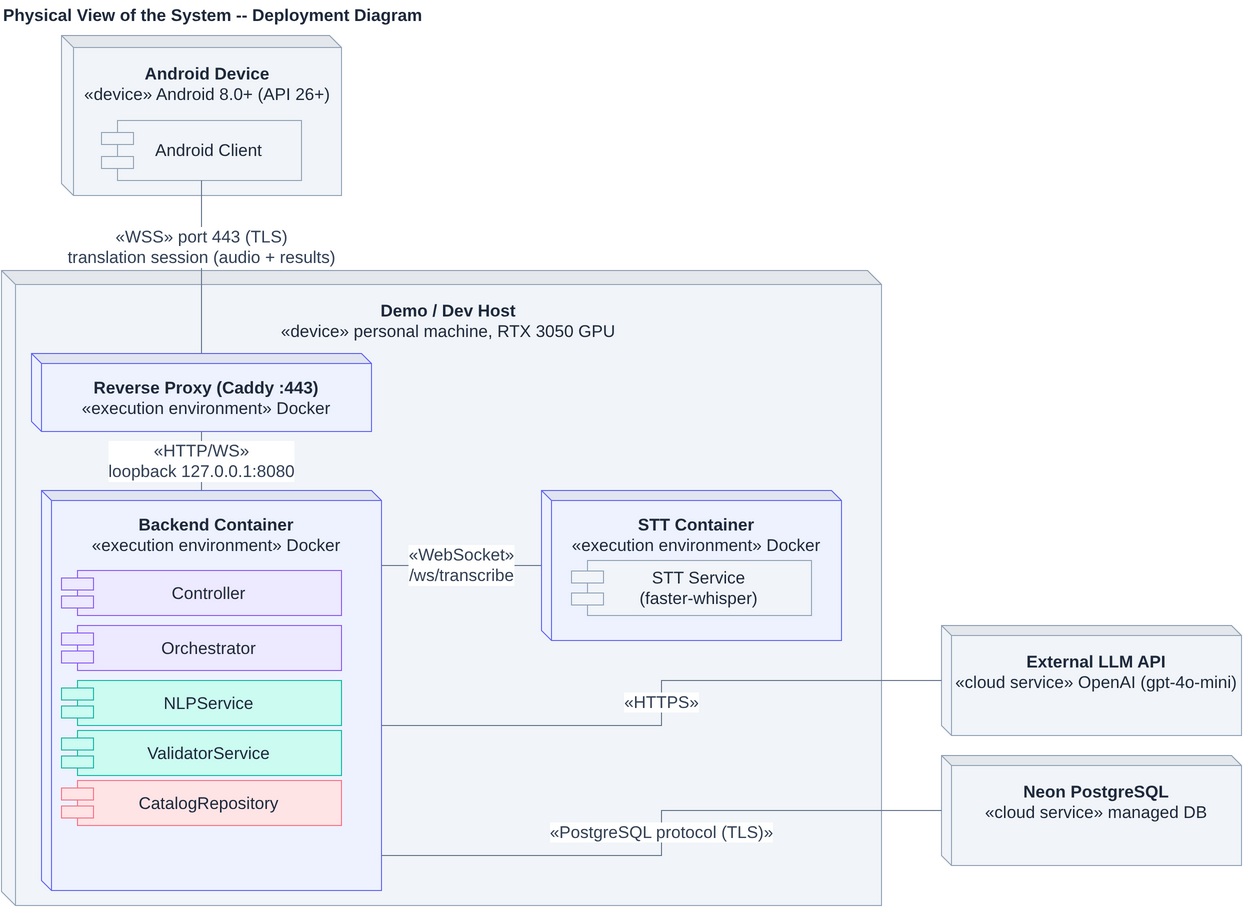 Physical View of the System -- Deployment Diagram
Android Device
«device» Android 8.0+ (API 26+)
Android Client
«WSS» port 443 (TLS)
translation session (audio + results)
Demo / Dev Host
«device» personal machine, RTX 3050 GPU
Reverse Proxy (Caddy :443)
«execution environment» Docker
«HTTP/WS»
loopback 127.0.0.1:8080
Backend Container
«execution environment» Docker
Controller
Orchestrator
NLPService
ValidatorService
CatalogRepository
«WebSocket»
/ws/transcribe
STT Container
«execution environment» Docker
STT Service
(faster-whisper)
«HTTPS»
External LLM API
«cloud service» OpenAI (gpt-4o-mini)
«PostgreSQL protocol (TLS)»
Neon PostgreSQL
«cloud service» managed DB